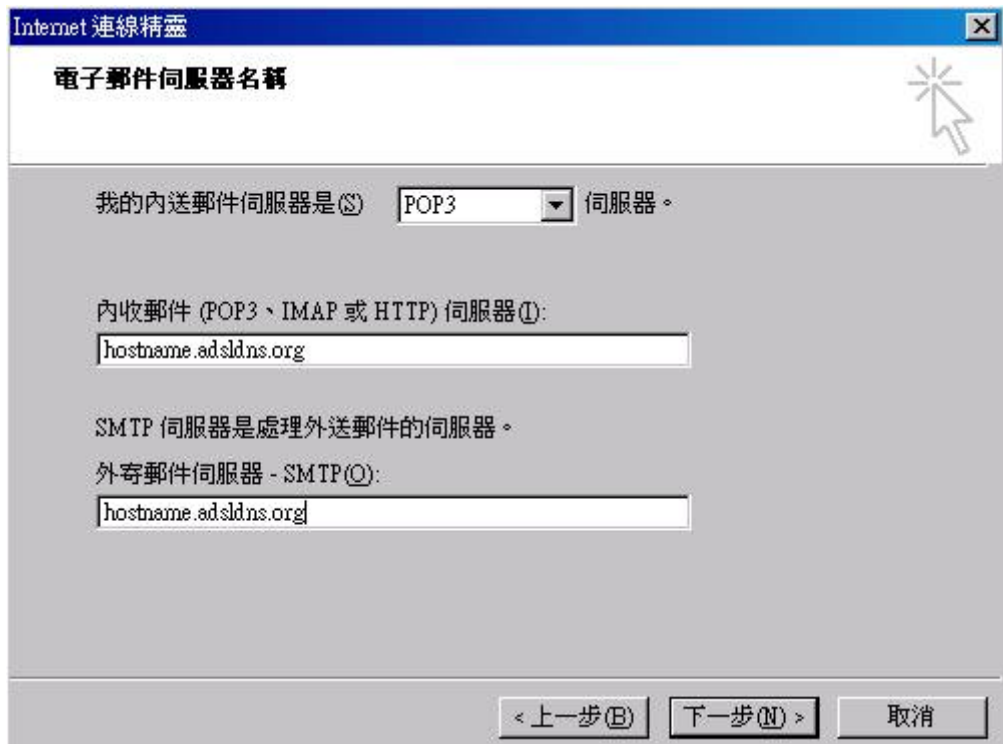 Internet 連線精靈
電子郵件伺服器名稱
我的內送郵件伺服器是(S) POP3 伺服器。
內收郵件 (POP3、IMAP 或 HTTP) 伺服器(I):
hostname.adsldns.org
SMTP 伺服器是處理外送郵件的伺服器。
外寄郵件伺服器 - SMTP(O):
hostname.adsldns.org
< 上一步(B) 下一步(N) > 取消